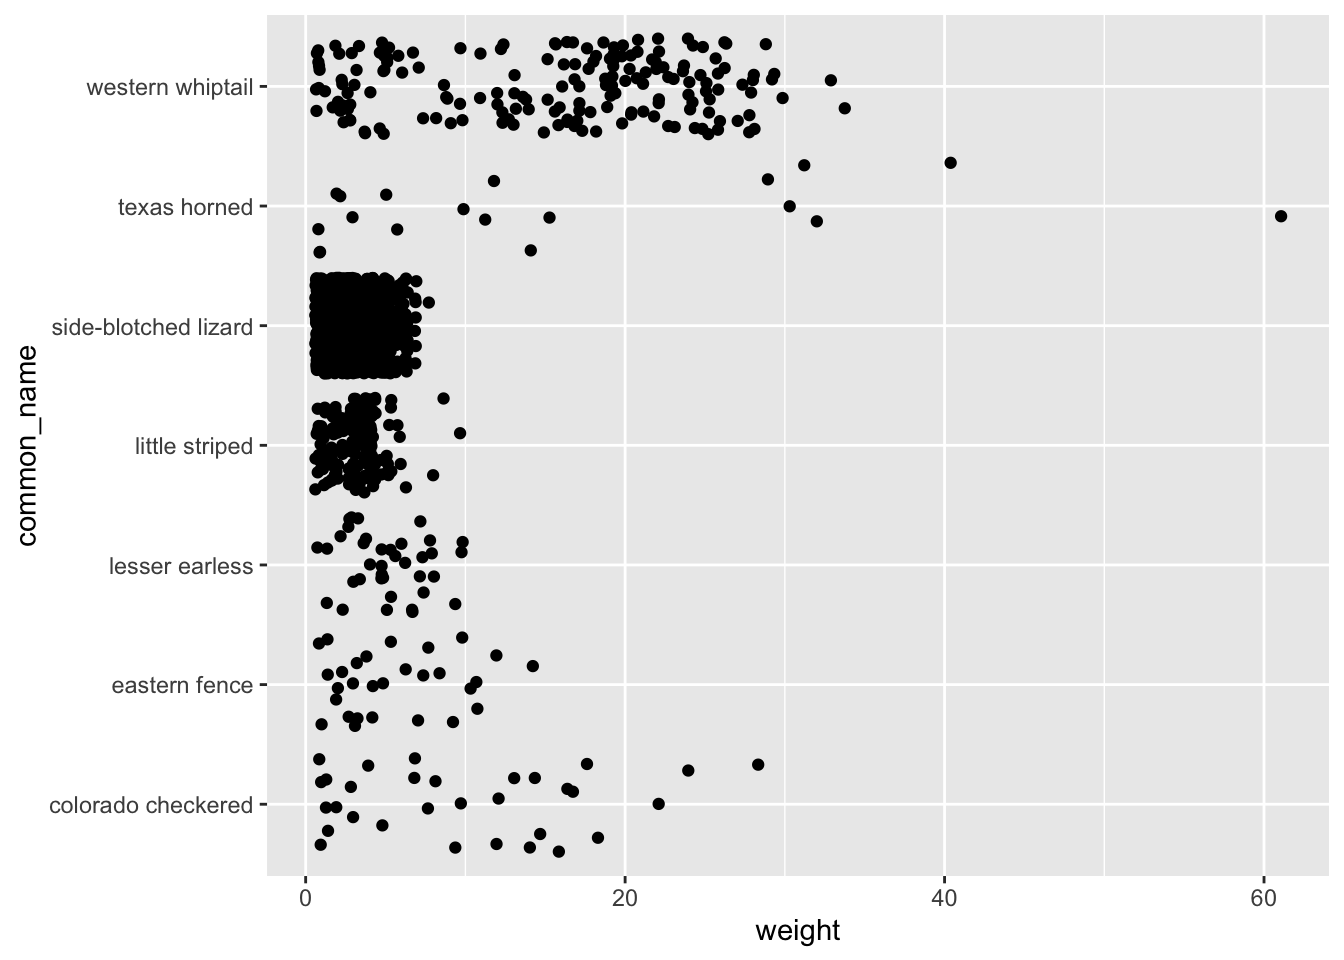 western whiptail
texas horned
side-blotched lizard
little striped
lesser earless
eastern fence
colorado checkered
common_name
0 20 40 60
weight